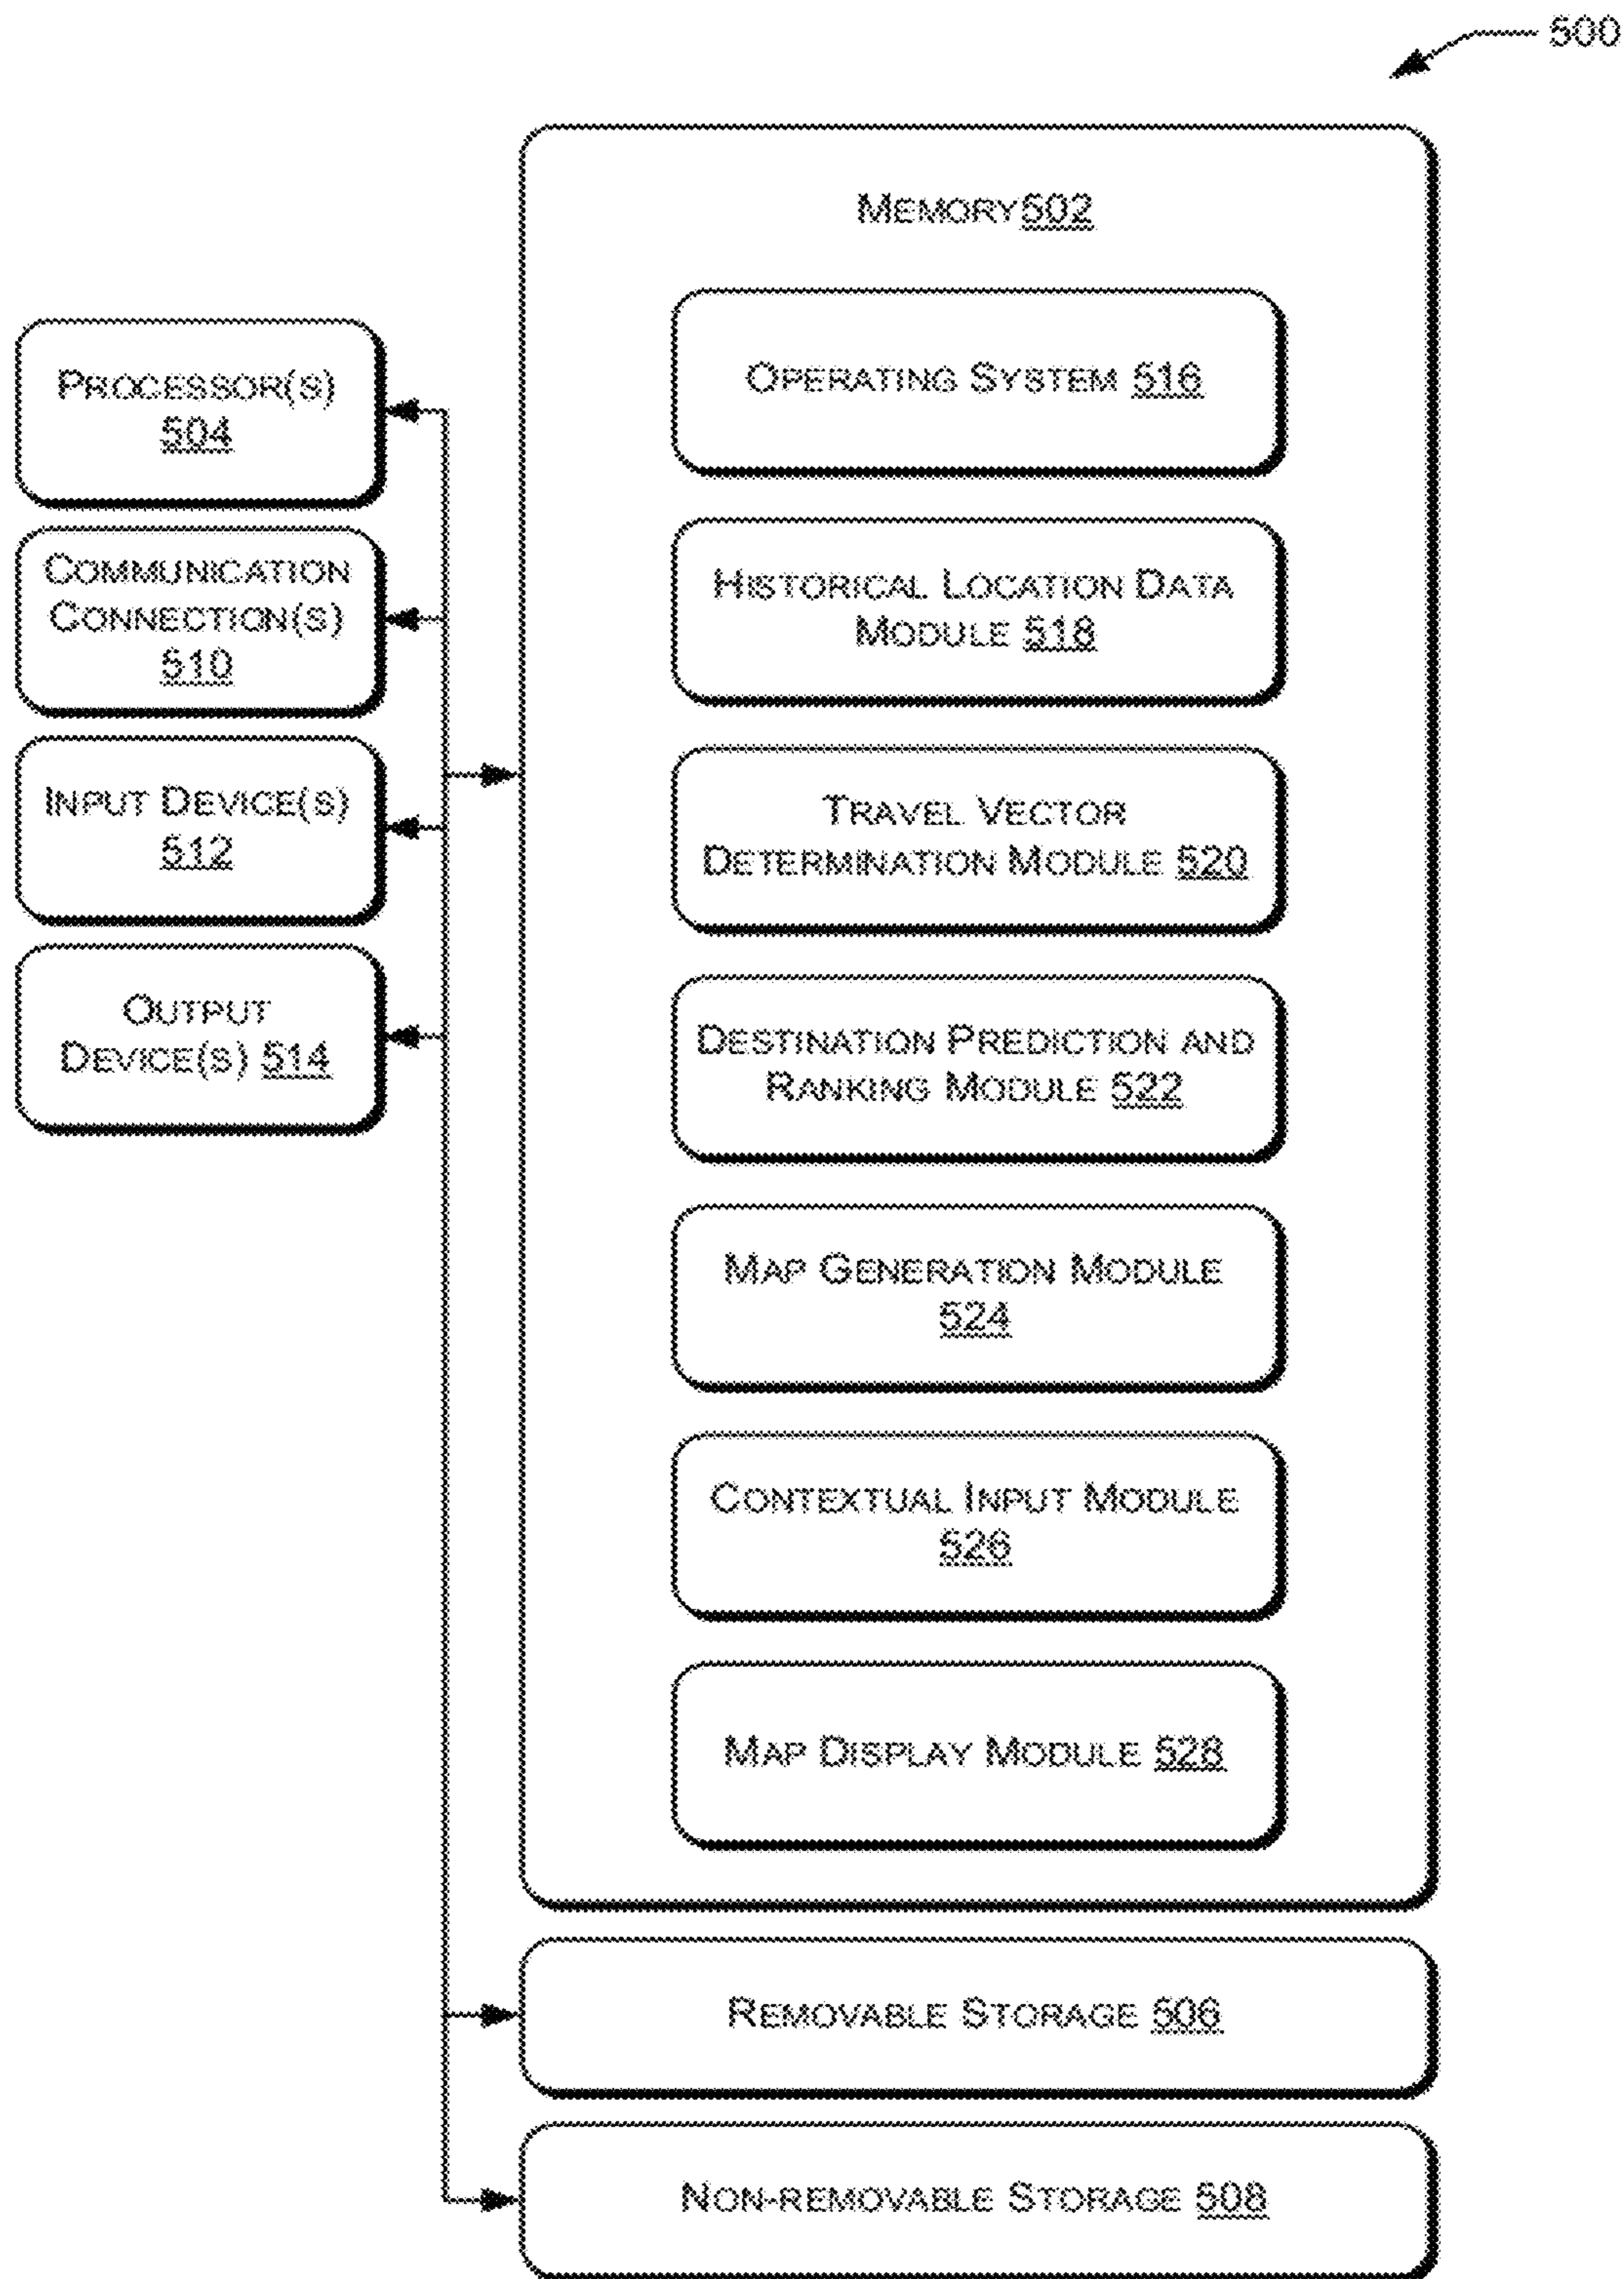 500
MEMORY 502
OPERATING SYSTEM 516
HISTORICAL LOCATION DATA
MODULE 518
TRAVEL VECTOR
DETERMINATION MODULE 520
DESTINATION PREDICTION AND
RANKING MODULE 522
MAP GENERATION MODULE
524
CONTEXTUAL INPUT MODULE
526
MAP DISPLAY MODULE 528
PROCESSOR(S)
504
COMMUNICATION
CONNECTION(S)
510
INPUT DEVICE(S)
512
OUTPUT
DEVICE(S) 514
REMOVABLE STORAGE 506
NON-REMOVABLE STORAGE 508